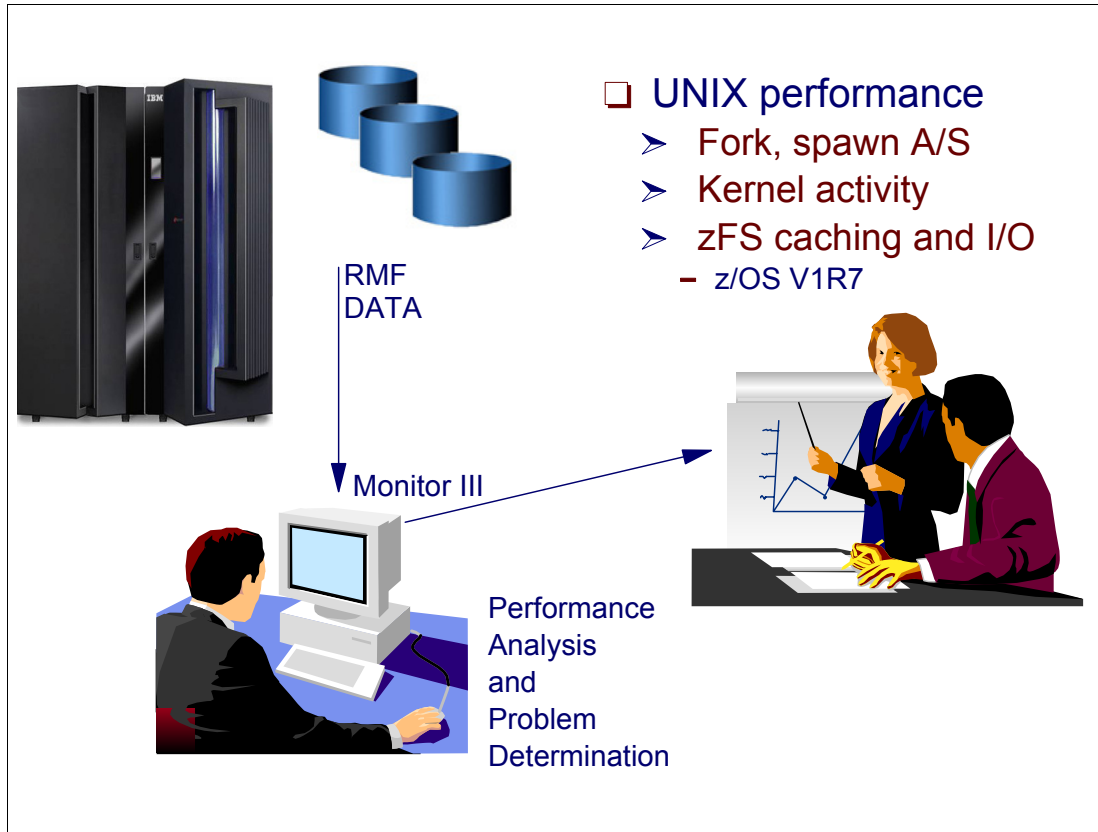 IBM
UNIX performance
Fork, spawn A/S
Kernel activity
zFS caching and I/O
– z/OS V1R7
RMF
DATA
Monitor III
Performance
Analysis
and
Problem
Determination